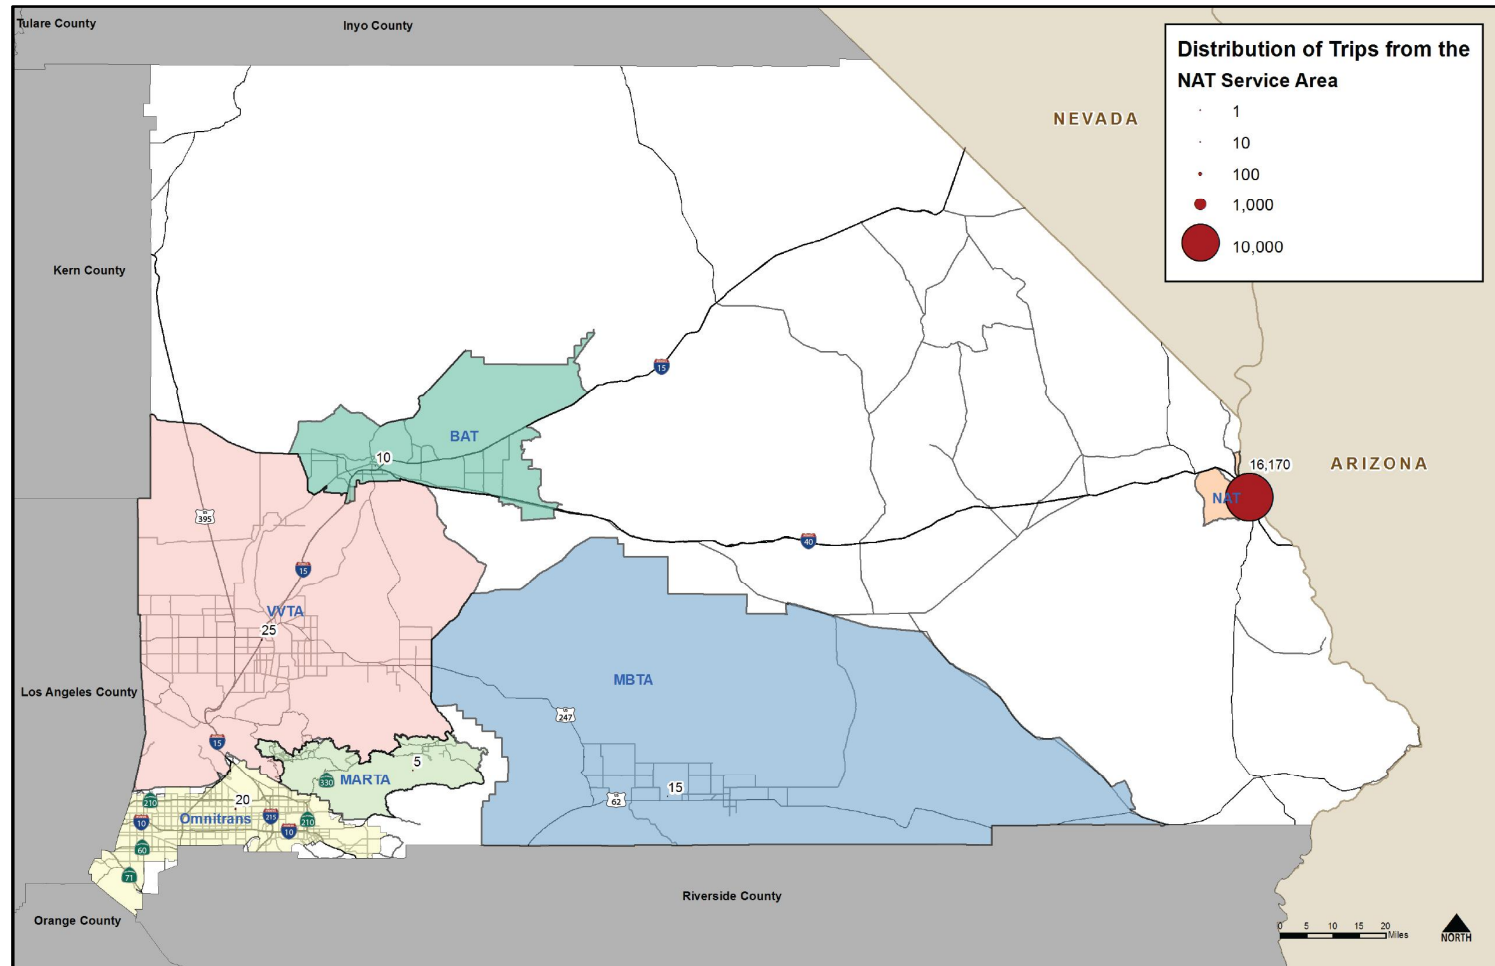 Tulare County
Inyo County
Distribution of Trips from the
NAT Service Area
1
10
100
1,000
10,000
NEVADA
Kern County
15
BAT
10
16,170
ARIZONA
NAT
US
395
40
15
VVTA
25
MBTA
Los Angeles County
US
247
15
5
330
MARTA
15
US
62
210
20
Omnitrans
215
210
10
10
60
71
Riverside County
Orange County
0 5 10 15 20
Miles
NORTH